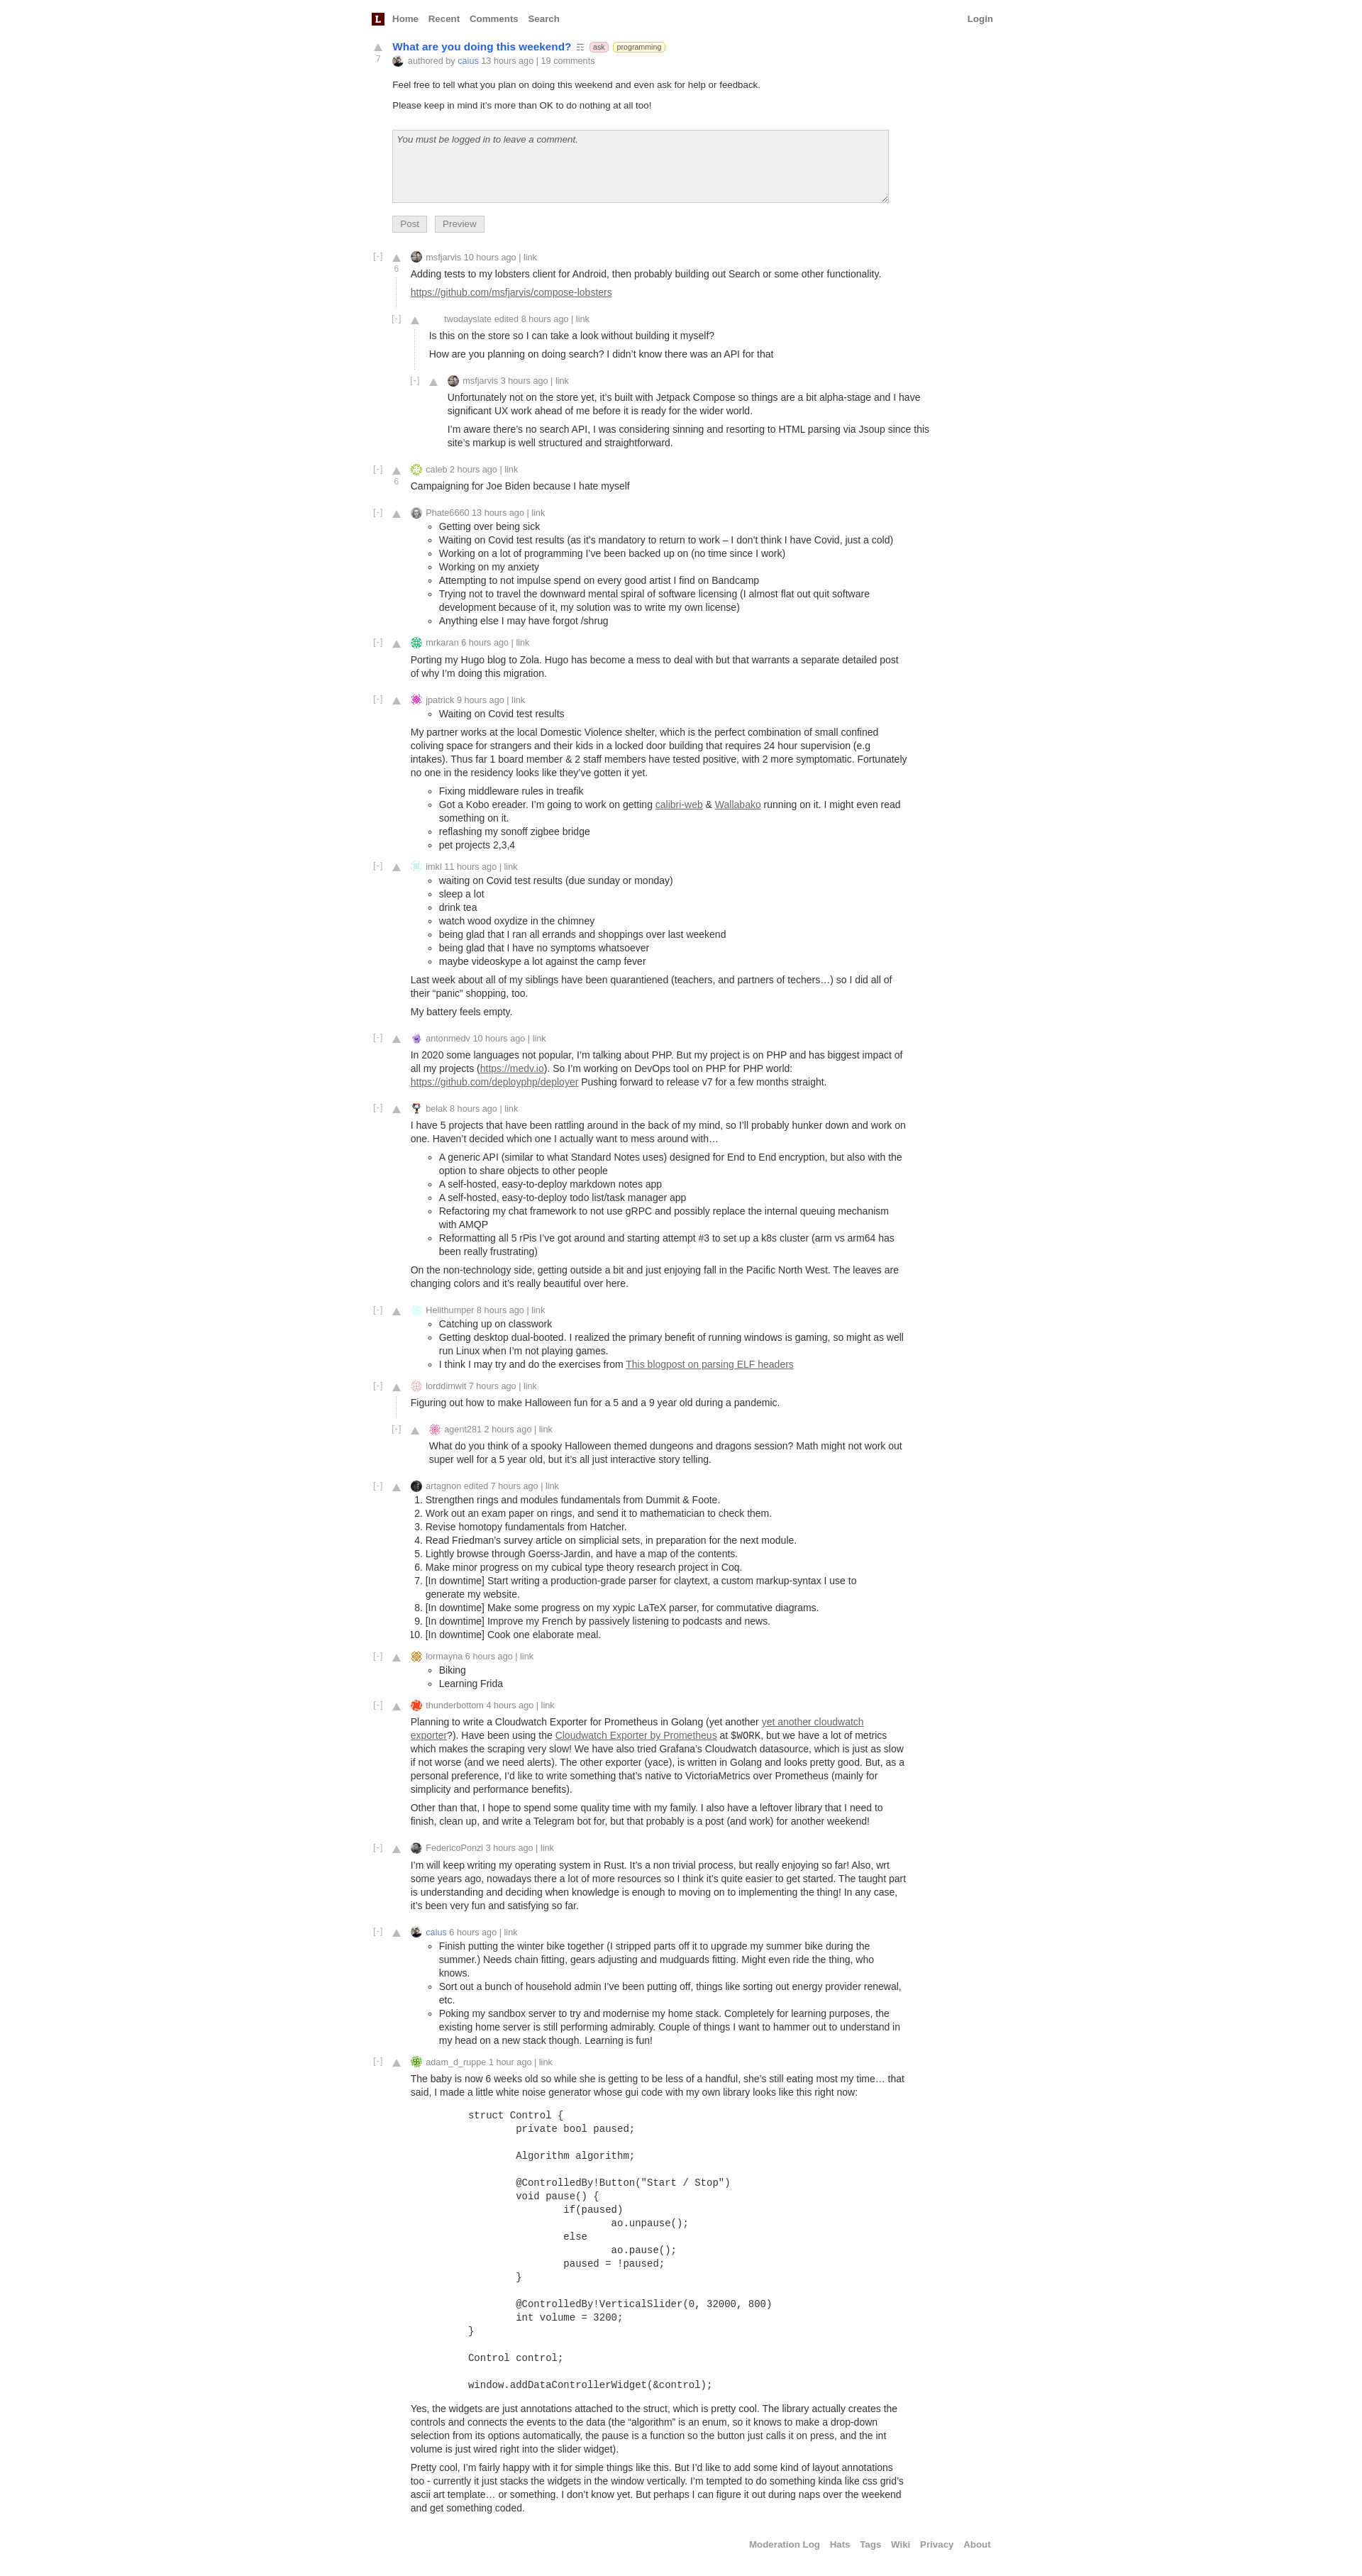 L Home Recent Comments Search Login
What are you doing this weekend? ☶ ask programming
7 authored by caius 13 hours ago | 19 comments
Feel free to tell what you plan on doing this weekend and even ask for help or feedback.
Please keep in mind it’s more than OK to do nothing at all too!
You must be logged in to leave a comment.
Post Preview
[-] msfjarvis 10 hours ago | link
6
Adding tests to my lobsters client for Android, then probably building out Search or some other functionality.
https://github.com/msfjarvis/compose-lobsters
[-] twodayslate edited 8 hours ago | link
Is this on the store so I can take a look without building it myself?
How are you planning on doing search? I didn’t know there was an API for that
[-] msfjarvis 3 hours ago | link
Unfortunately not on the store yet, it’s built with Jetpack Compose so things are a bit alpha-stage and I have
significant UX work ahead of me before it is ready for the wider world.
I’m aware there’s no search API, I was considering sinning and resorting to HTML parsing via Jsoup since this
site’s markup is well structured and straightforward.
[-] caleb 2 hours ago | link
6
Campaigning for Joe Biden because I hate myself
[-] Phate6660 13 hours ago | link
◦ Getting over being sick
◦ Waiting on Covid test results (as it’s mandatory to return to work – I don’t think I have Covid, just a cold)
◦ Working on a lot of programming I’ve been backed up on (no time since I work)
◦ Working on my anxiety
◦ Attempting to not impulse spend on every good artist I find on Bandcamp
◦ Trying not to travel the downward mental spiral of software licensing (I almost flat out quit software
development because of it, my solution was to write my own license)
◦ Anything else I may have forgot /shrug
[-] mrkaran 6 hours ago | link
Porting my Hugo blog to Zola. Hugo has become a mess to deal with but that warrants a separate detailed post
of why I’m doing this migration.
[-] jpatrick 9 hours ago | link
◦ Waiting on Covid test results
My partner works at the local Domestic Violence shelter, which is the perfect combination of small confined
coliving space for strangers and their kids in a locked door building that requires 24 hour supervision (e.g
intakes). Thus far 1 board member & 2 staff members have tested positive, with 2 more symptomatic. Fortunately
no one in the residency looks like they’ve gotten it yet.
◦ Fixing middleware rules in treafik
◦ Got a Kobo ereader. I’m going to work on getting calibri-web & Wallabako running on it. I might even read
something on it.
◦ reflashing my sonoff zigbee bridge
◦ pet projects 2,3,4
[-] imkl 11 hours ago | link
◦ waiting on Covid test results (due sunday or monday)
◦ sleep a lot
◦ drink tea
◦ watch wood oxydize in the chimney
◦ being glad that I ran all errands and shoppings over last weekend
◦ being glad that I have no symptoms whatsoever
◦ maybe videoskype a lot against the camp fever
Last week about all of my siblings have been quarantiened (teachers, and partners of techers…) so I did all of
their “panic” shopping, too.
My battery feels empty.
[-] antonmedv 10 hours ago | link
In 2020 some languages not popular, I’m talking about PHP. But my project is on PHP and has biggest impact of
all my projects (https://medv.io). So I’m working on DevOps tool on PHP for PHP world:
https://github.com/deployphp/deployer Pushing forward to release v7 for a few months straight.
[-] belak 8 hours ago | link
I have 5 projects that have been rattling around in the back of my mind, so I’ll probably hunker down and work on
one. Haven’t decided which one I actually want to mess around with…
◦ A generic API (similar to what Standard Notes uses) designed for End to End encryption, but also with the
option to share objects to other people
◦ A self-hosted, easy-to-deploy markdown notes app
◦ A self-hosted, easy-to-deploy todo list/task manager app
◦ Refactoring my chat framework to not use gRPC and possibly replace the internal queuing mechanism
with AMQP
◦ Reformatting all 5 rPis I’ve got around and starting attempt #3 to set up a k8s cluster (arm vs arm64 has
been really frustrating)
On the non-technology side, getting outside a bit and just enjoying fall in the Pacific North West. The leaves are
changing colors and it’s really beautiful over here.
[-] Helithumper 8 hours ago | link
◦ Catching up on classwork
◦ Getting desktop dual-booted. I realized the primary benefit of running windows is gaming, so might as well
run Linux when I’m not playing games.
◦ I think I may try and do the exercises from This blogpost on parsing ELF headers
[-] lorddimwit 7 hours ago | link
Figuring out how to make Halloween fun for a 5 and a 9 year old during a pandemic.
[-] agent281 2 hours ago | link
What do you think of a spooky Halloween themed dungeons and dragons session? Math might not work out
super well for a 5 year old, but it’s all just interactive story telling.
[-] artagnon edited 7 hours ago | link
1. Strengthen rings and modules fundamentals from Dummit & Foote.
2. Work out an exam paper on rings, and send it to mathematician to check them.
3. Revise homotopy fundamentals from Hatcher.
4. Read Friedman’s survey article on simplicial sets, in preparation for the next module.
5. Lightly browse through Goerss-Jardin, and have a map of the contents.
6. Make minor progress on my cubical type theory research project in Coq.
7. [In downtime] Start writing a production-grade parser for claytext, a custom markup-syntax I use to
generate my website.
8. [In downtime] Make some progress on my xypic LaTeX parser, for commutative diagrams.
9. [In downtime] Improve my French by passively listening to podcasts and news.
10. [In downtime] Cook one elaborate meal.
[-] lormayna 6 hours ago | link
◦ Biking
◦ Learning Frida
[-] thunderbottom 4 hours ago | link
Planning to write a Cloudwatch Exporter for Prometheus in Golang (yet another yet another cloudwatch
exporter?). Have been using the Cloudwatch Exporter by Prometheus at $WORK, but we have a lot of metrics
which makes the scraping very slow! We have also tried Grafana’s Cloudwatch datasource, which is just as slow
if not worse (and we need alerts). The other exporter (yace), is written in Golang and looks pretty good. But, as a
personal preference, I’d like to write something that’s native to VictoriaMetrics over Prometheus (mainly for
simplicity and performance benefits).
Other than that, I hope to spend some quality time with my family. I also have a leftover library that I need to
finish, clean up, and write a Telegram bot for, but that probably is a post (and work) for another weekend!
[-] FedericoPonzi 3 hours ago | link
I’m will keep writing my operating system in Rust. It’s a non trivial process, but really enjoying so far! Also, wrt
some years ago, nowadays there a lot of more resources so I think it’s quite easier to get started. The taught part
is understanding and deciding when knowledge is enough to moving on to implementing the thing! In any case,
it’s been very fun and satisfying so far.
[-] caius 6 hours ago | link
◦ Finish putting the winter bike together (I stripped parts off it to upgrade my summer bike during the
summer.) Needs chain fitting, gears adjusting and mudguards fitting. Might even ride the thing, who
knows.
◦ Sort out a bunch of household admin I’ve been putting off, things like sorting out energy provider renewal,
etc.
◦ Poking my sandbox server to try and modernise my home stack. Completely for learning purposes, the
existing home server is still performing admirably. Couple of things I want to hammer out to understand in
my head on a new stack though. Learning is fun!
[-] adam_d_ruppe 1 hour ago | link
The baby is now 6 weeks old so while she is getting to be less of a handful, she’s still eating most my time… that
said, I made a little white noise generator whose gui code with my own library looks like this right now:
struct Control {
private bool paused;
Algorithm algorithm;
@ControlledBy!Button("Start / Stop")
void pause() {
if(paused)
ao.unpause();
else
ao.pause();
paused = !paused;
}
@ControlledBy!VerticalSlider(0, 32000, 800)
int volume = 3200;
}
Control control;
window.addDataControllerWidget(&control);
Yes, the widgets are just annotations attached to the struct, which is pretty cool. The library actually creates the
controls and connects the events to the data (the “algorithm” is an enum, so it knows to make a drop-down
selection from its options automatically, the pause is a function so the button just calls it on press, and the int
volume is just wired right into the slider widget).
Pretty cool, I’m fairly happy with it for simple things like this. But I’d like to add some kind of layout annotations
too - currently it just stacks the widgets in the window vertically. I’m tempted to do something kinda like css grid’s
ascii art template… or something. I don’t know yet. But perhaps I can figure it out during naps over the weekend
and get something coded.
Moderation Log Hats Tags Wiki Privacy About